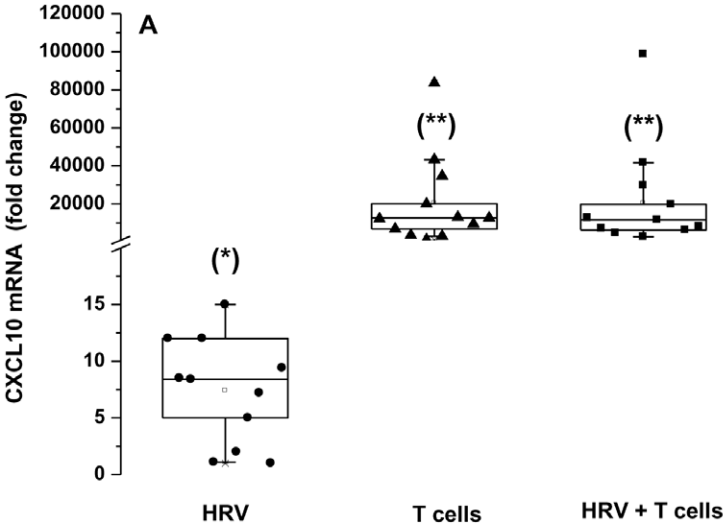 A
CXCL10 mRNA (fold change)
120000
100000
80000
60000
40000
20000
15
10
5
0
(*)
(**)
(**)
HRV
T cells
HRV + T cells